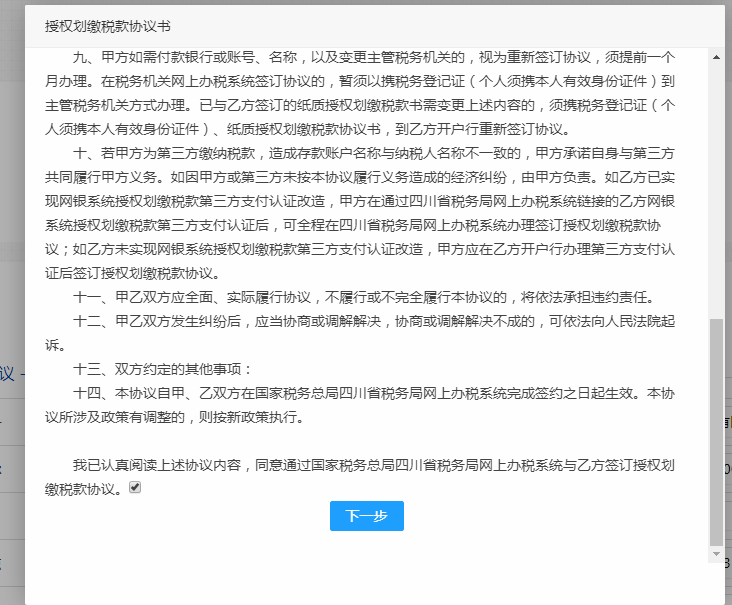 授权划缴税款协议书
九、甲方如需付款银行或账号、名称，以及变更主管税务机关的，视为重新签订协议，须提前一个
月办理。在税务机关网上办税系统签订协议的，暂须以携税务登记证（个人须携本人有效身份证件）到
主管税务机关方式办理。已与乙方签订的纸质授权划缴税款书需变更上述内容的，须携税务登记证（个
人须携本人有效身份证件）、纸质授权划缴税款协议书，到乙方开户行重新签订协议。
十、若甲方为第三方缴纳税款，造成存款账户名称与纳税人名称不一致的，甲方承诺自身与第三方
共同履行甲方义务。如因甲方或第三方未按本协议履行义务造成的经济纠纷，由甲方负责。如乙方已实
现网银系统授权划缴税款第三方支付认证改造，甲方在通过四川省税务局网上办税系统链接的乙方网银
系统授权划缴税款第三方支付认证后，可全程在四川省税务局网上办税系统办理签订授权划缴税款协
议；如乙方未实现网银系统授权划缴税款第三方支付认证改造，甲方应在乙方开户行办理第三方支付认
证后签订授权划缴税款协议。
十一、甲乙双方应全面、实际履行协议，不履行或不完全履行本协议的，将依法承担违约责任。
十二、甲乙双方发生纠纷后，应当协商或调解解决，协商或调解解决不成的，可依法向人民法院起
诉。
十三、双方约定的其他事项：
十四、本协议自甲、乙双方在国家税务总局四川省税务局网上办税系统完成签约之日起生效。本协
议所涉及政策有调整的，则按新政策执行。
我已认真阅读上述协议内容，同意通过国家税务总局四川省税务局网上办税系统与乙方签订授权划
缴税款协议。
下一步
议